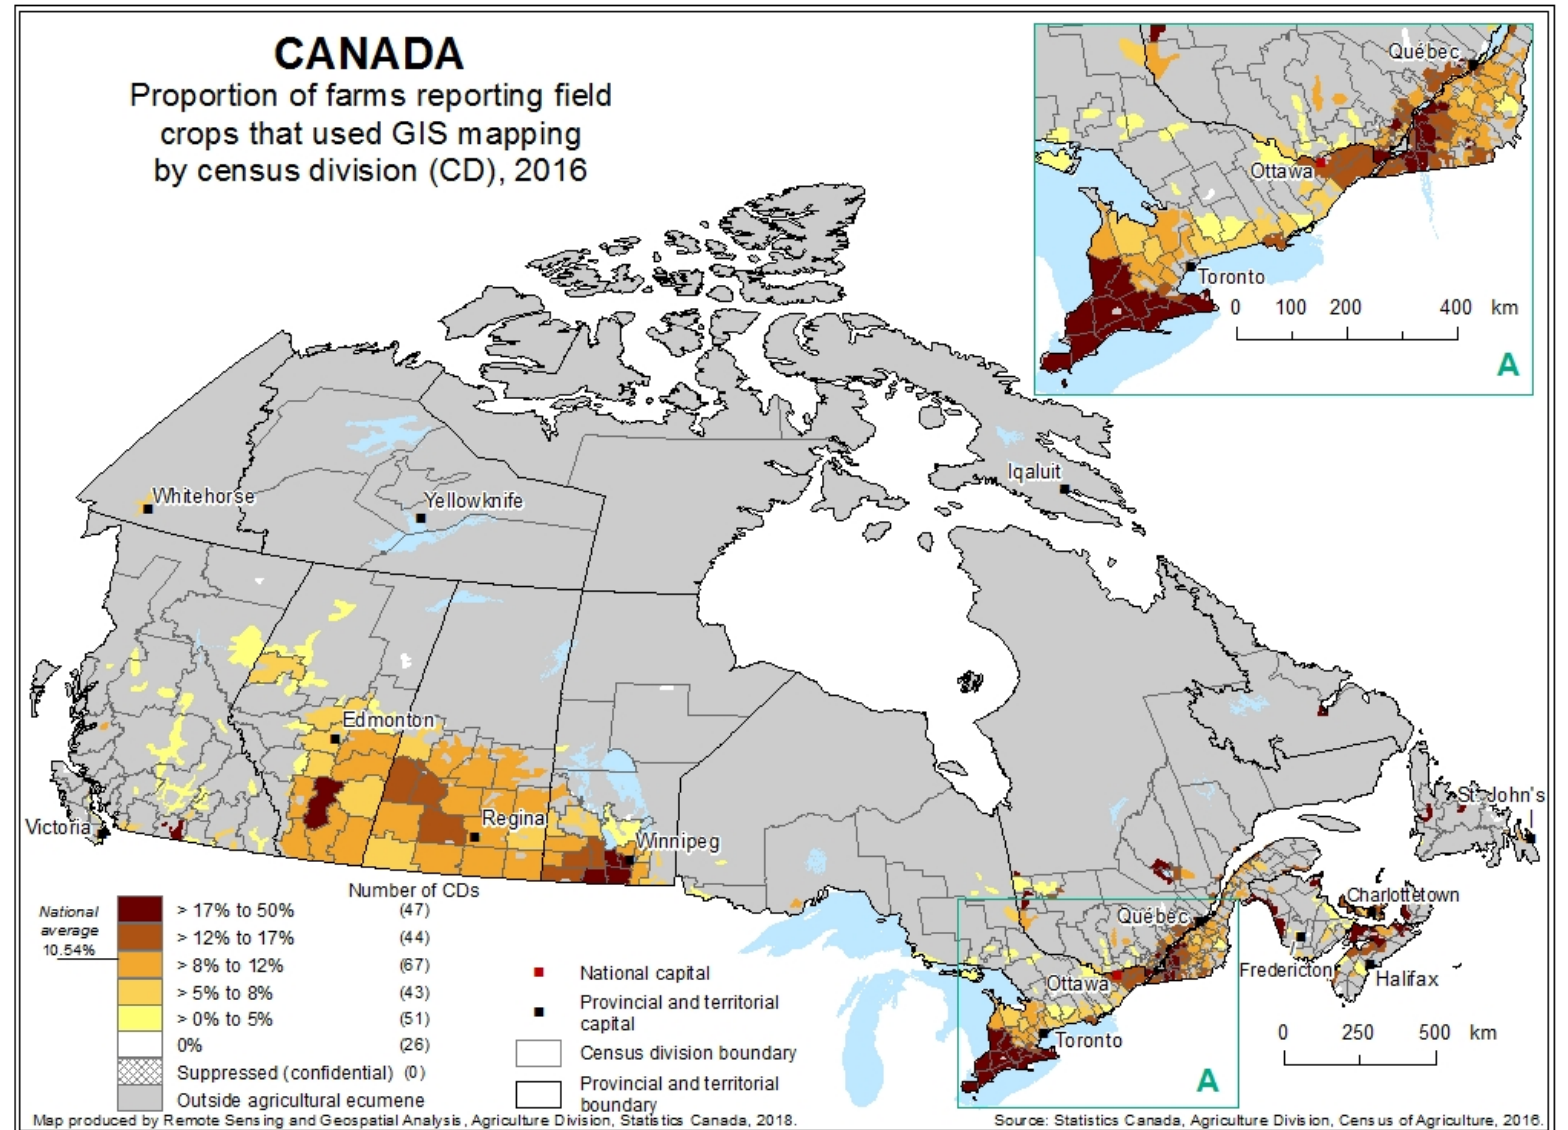 CANADA
Proportion of farms reporting field
crops that used GIS mapping
by census division (CD), 2016
Québec
Ottawa
Toronto
0 100 200 400 km
A
Iqaluit
Whitehorse
Yellowknife
Edmonton
Regina
Winnipeg
Victoria
St. John's
Charlottetown
Québec
Fredericton
Halifax
Ottawa
Toronto
A
0 250 500 km
Number of CDs
National
average
10.54%
> 17% to 50% (47)
> 12% to 17% (44)
> 8% to 12% (67)
> 5% to 8% (43)
> 0% to 5% (51)
0% (26)
Suppressed (confidential) (0)
Outside agricultural ecumene
National capital
Provincial and territorial
capital
Census division boundary
Provincial and territorial
boundary
Map produced by Remote Sensing and Geospatial Analysis, Agriculture Division, Statistics Canada, 2018.
Source: Statistics Canada, Agriculture Division, Census of Agriculture, 2016.